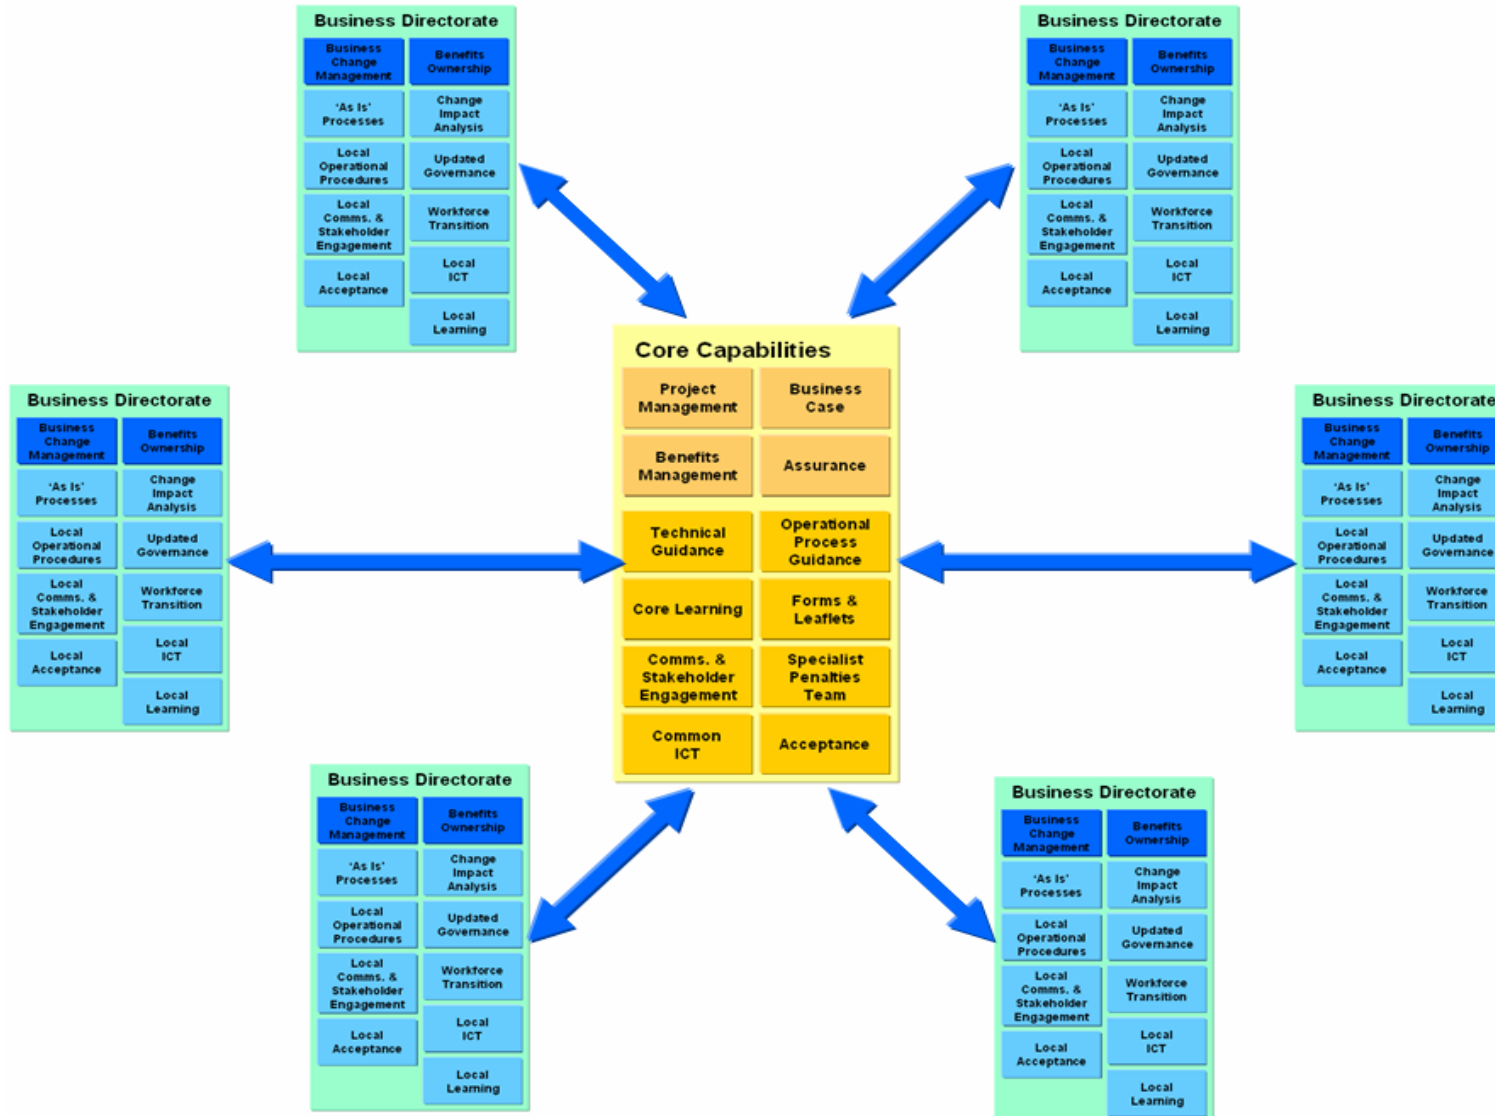 Business Directorate
Business
Change
Management
Benefits
Ownership
'As Is'
Processes
Change
Impact
Analysis
Local
Operational
Procedures
Updated
Governance
Local
Comms. &
Stakeholder
Engagement
Workforce
Transition
Local
Acceptance
Local
ICT
Local
Learning
Business Directorate
Business
Change
Management
Benefits
Ownership
'As Is'
Processes
Change
Impact
Analysis
Local
Operational
Procedures
Updated
Governance
Local
Comms. &
Stakeholder
Engagement
Workforce
Transition
Local
Acceptance
Local
ICT
Local
Learning
Business Directorate
Business
Change
Management
Benefits
Ownership
'As Is'
Processes
Change
Impact
Analysis
Local
Operational
Procedures
Updated
Governance
Local
Comms. &
Stakeholder
Engagement
Workforce
Transition
Local
Acceptance
Local
ICT
Local
Learning
Core Capabilities
Project
Management
Business
Case
Benefits
Management
Assurance
Technical
Guidance
Operational
Process
Guidance
Core Learning
Forms &
Leaflets
Comms. &
Stakeholder
Engagement
Specialist
Penalties
Team
Common
ICT
Acceptance
Business Directorate
Business
Change
Management
Benefits
Ownership
'As Is'
Processes
Change
Impact
Analysis
Local
Operational
Procedures
Updated
Governance
Local
Comms. &
Stakeholder
Engagement
Workforce
Transition
Local
Acceptance
Local
ICT
Local
Learning
Business Directorate
Business
Change
Management
Benefits
Ownership
'As Is'
Processes
Change
Impact
Analysis
Local
Operational
Procedures
Updated
Governance
Local
Comms. &
Stakeholder
Engagement
Workforce
Transition
Local
Acceptance
Local
ICT
Local
Learning
Business Directorate
Business
Change
Management
Benefits
Ownership
'As Is'
Processes
Change
Impact
Analysis
Local
Operational
Procedures
Updated
Governance
Local
Comms. &
Stakeholder
Engagement
Workforce
Transition
Local
Acceptance
Local
ICT
Local
Learning